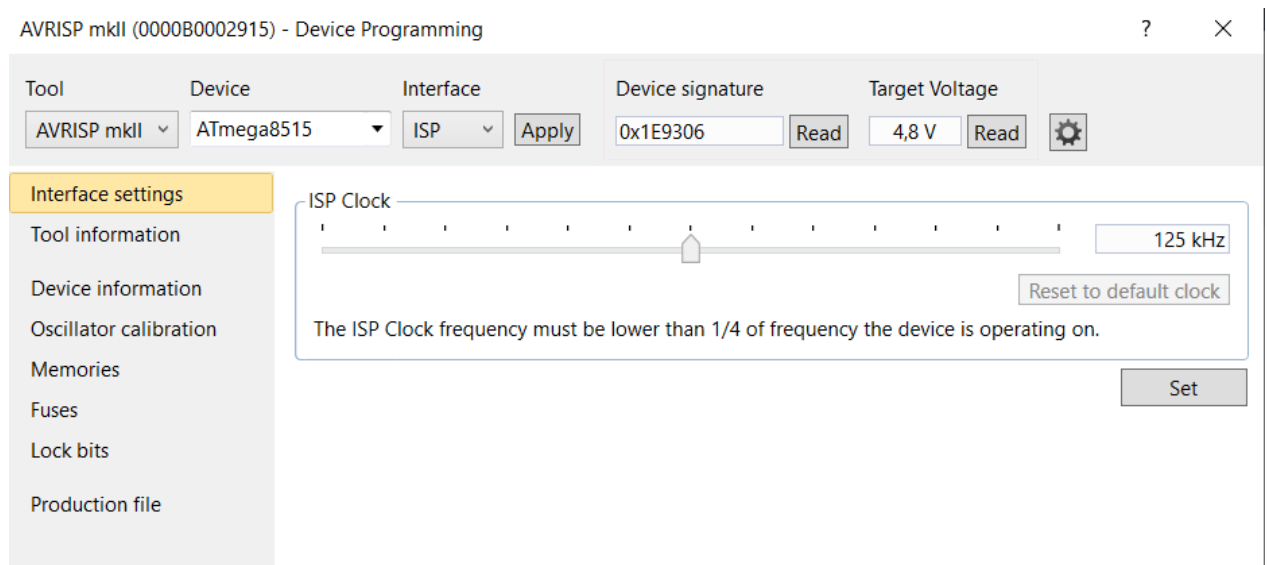 AVRISP mkII (0000B0002915) - Device Programming ?
Tool Device Interface Device signature Target Voltage
AVRISP mkII ATmega8515 ISP Apply 0x1E9306 Read 4,8 V Read
Interface settings
Tool information
Device information
Oscillator calibration
Memories
Fuses
Lock bits
Production file
ISP Clock
125 kHz
Reset to default clock
The ISP Clock frequency must be lower than 1/4 of frequency the device is operating on.
Set